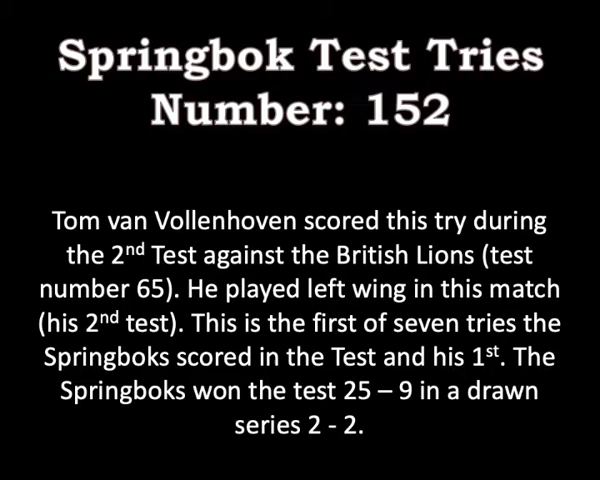 Springbok Test Tries
Number: 152
Tom van Vollenhoven scored this try during
the 2nd Test against the British Lions (test
number 65). He played left wing in this match
(his 2nd test). This is the first of seven tries the
Springboks scored in the Test and his 1st. The
Springboks won the test 25 – 9 in a drawn
series 2 - 2.